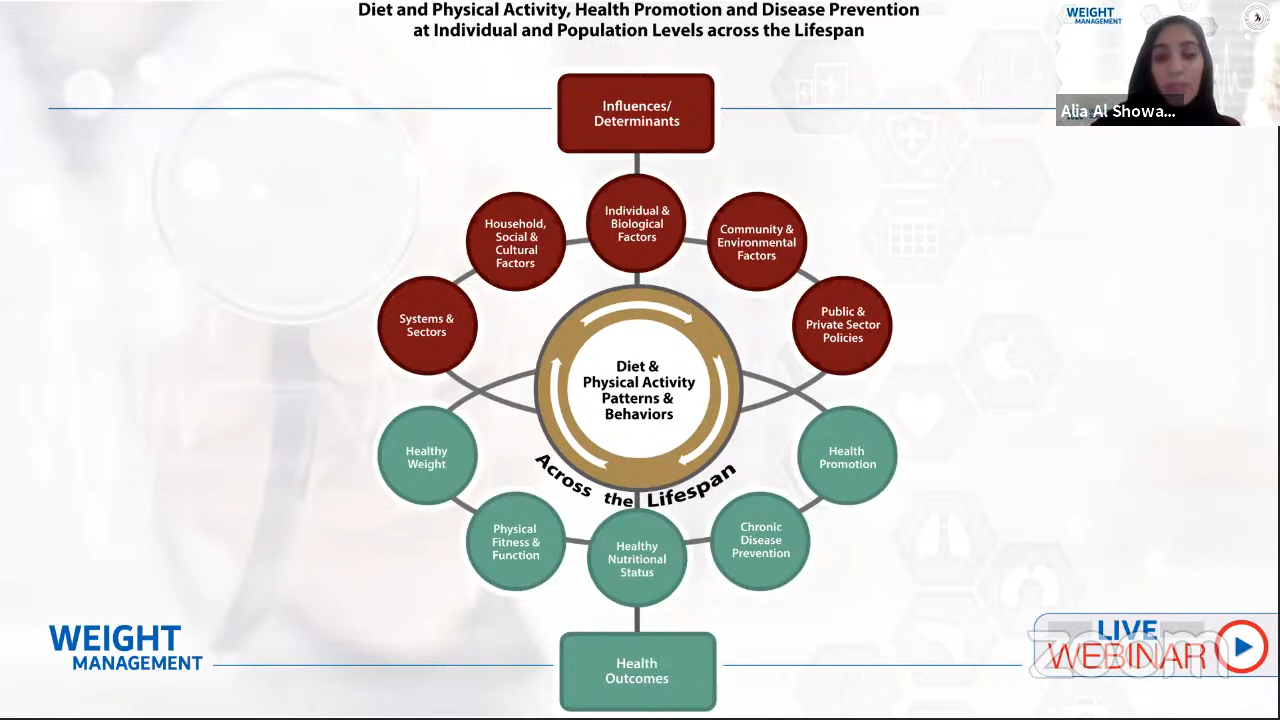 Diet and Physical Activity, Health Promotion and Disease Prevention
at Individual and Population Levels across the Lifespan
WEIGHT
MANAGEMENT
Alia Al Showa...
Influences/
Determinants
Individual &
Biological
Factors
Household,
Social &
Cultural
Factors
Community &
Environmental
Factors
Systems &
Sectors
Public &
Private Sector
Policies
Diet &
Physical Activity
Patterns &
Behaviors
Across the Lifespan
Healthy
Weight
Health
Promotion
Physical
Fitness &
Function
Healthy
Nutritional
Status
Chronic
Disease
Prevention
Health
Outcomes
WEIGHT
MANAGEMENT
LIVE
WEBINAR
zoom